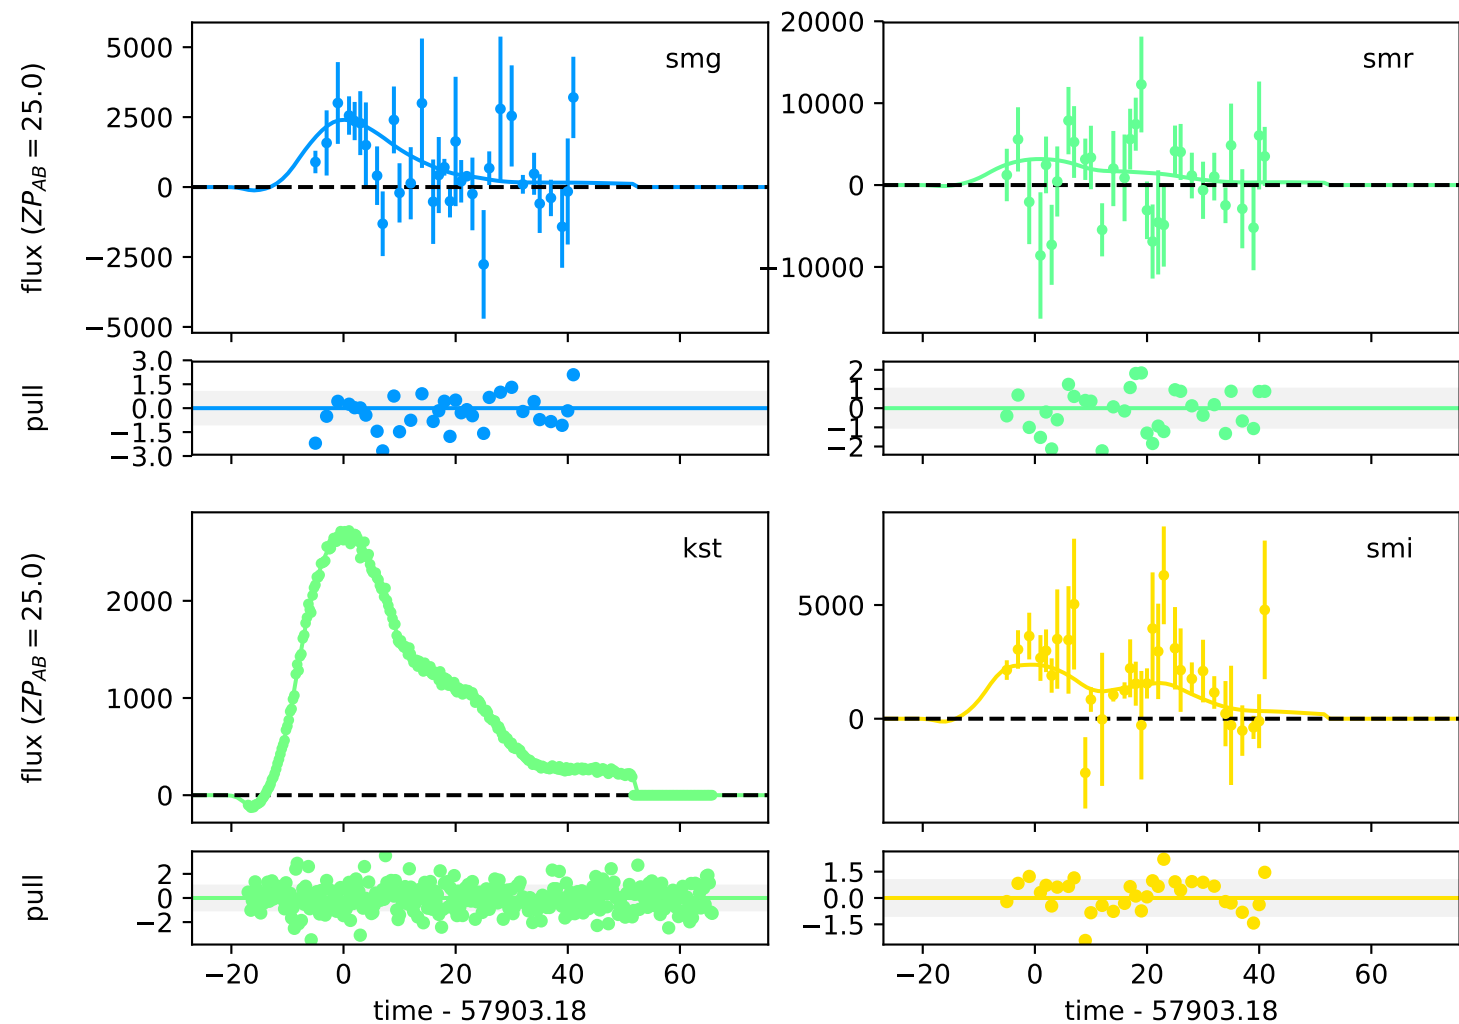 flux (ZP_AB = 25.0)
5000
2500
0
−2500
−5000
smg
20000
10000
0
−10000
smr
pull
3.0
1.5
0.0
−1.5
−3.0
2
1
0
−1
−2
flux (ZP_AB = 25.0)
2000
1000
0
kst
5000
0
smi
pull
2
0
−2
1.5
0.0
−1.5
−20 0 20 40 60
−20 0 20 40 60
time - 57903.18
time - 57903.18